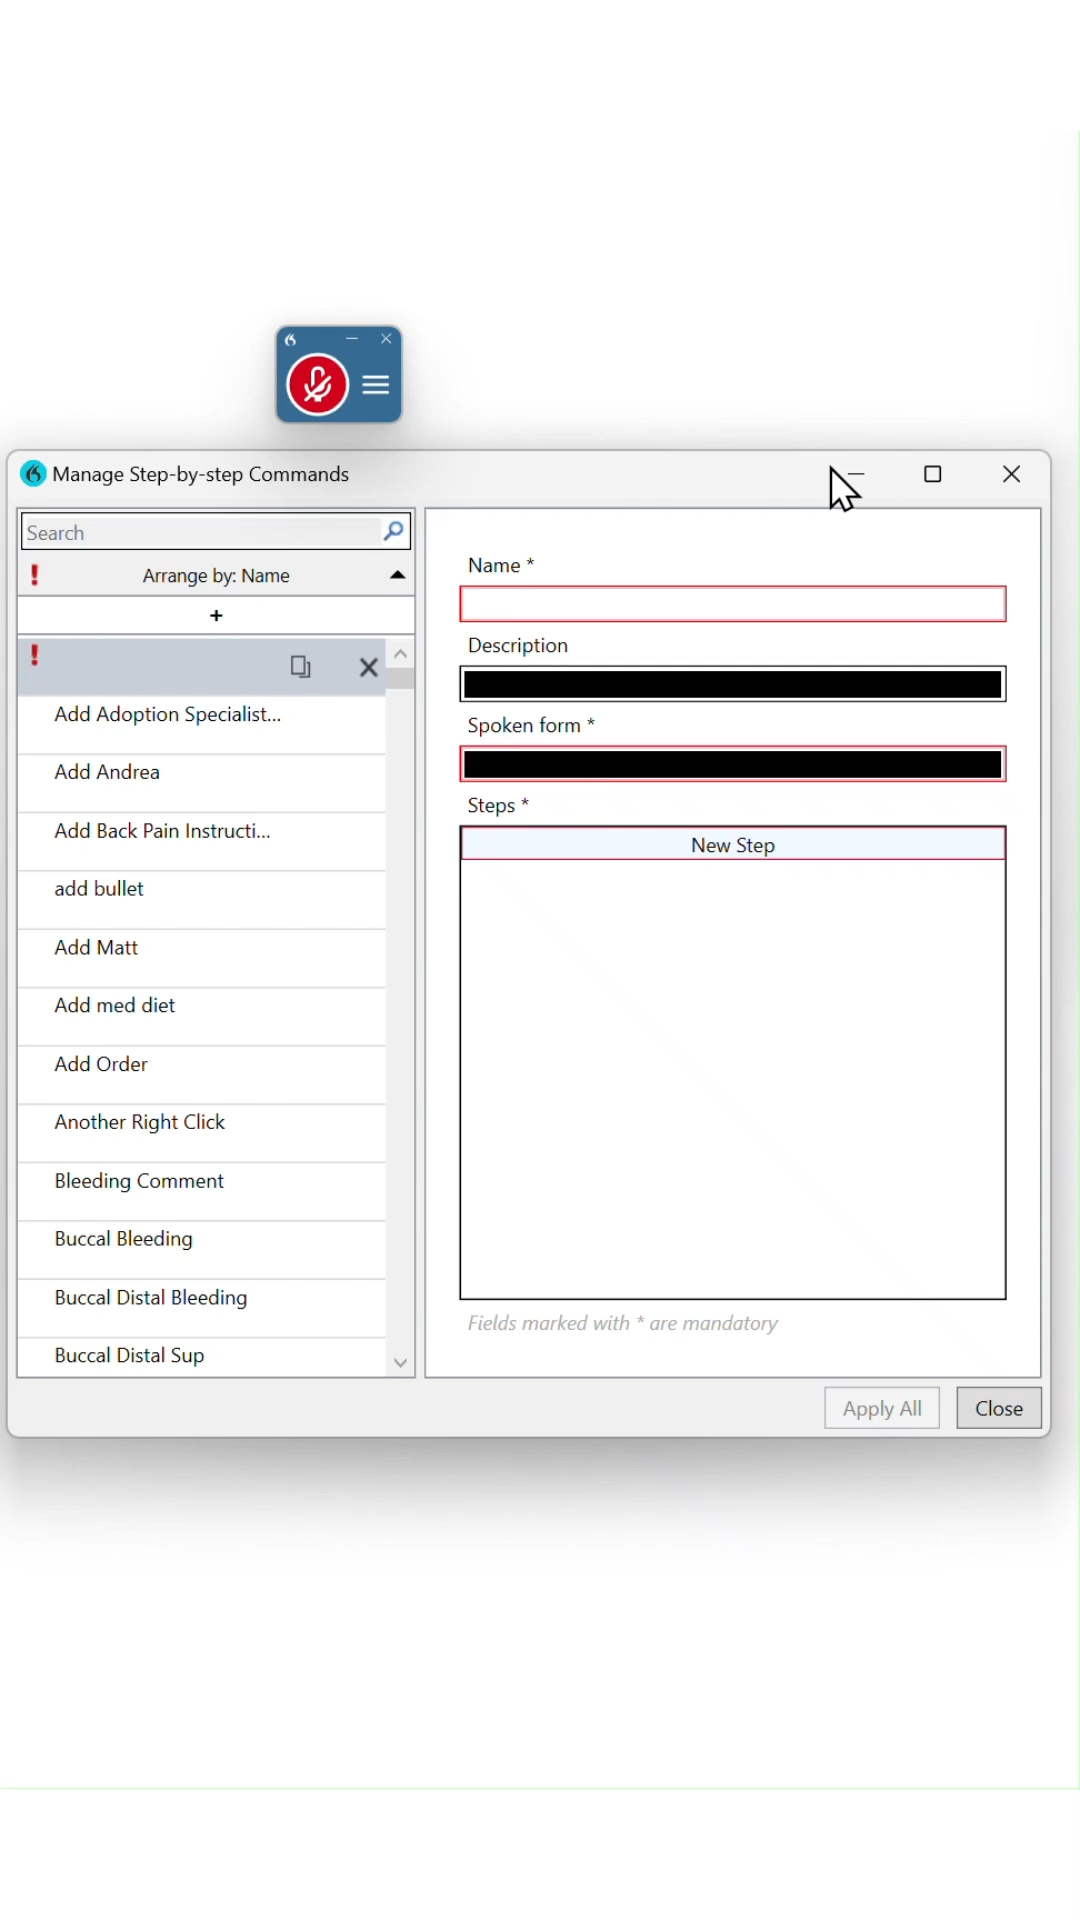 Manage Step-by-step Commands
Search
! Arrange by: Name
+
!
Add Adoption Specialist...
Add Andrea
Add Back Pain Instructi...
add bullet
Add Matt
Add med diet
Add Order
Another Right Click
Bleeding Comment
Buccal Bleeding
Buccal Distal Bleeding
Buccal Distal Sup
Name *
Description
Spoken form *
Steps *
New Step
Fields marked with * are mandatory
Apply All
Close